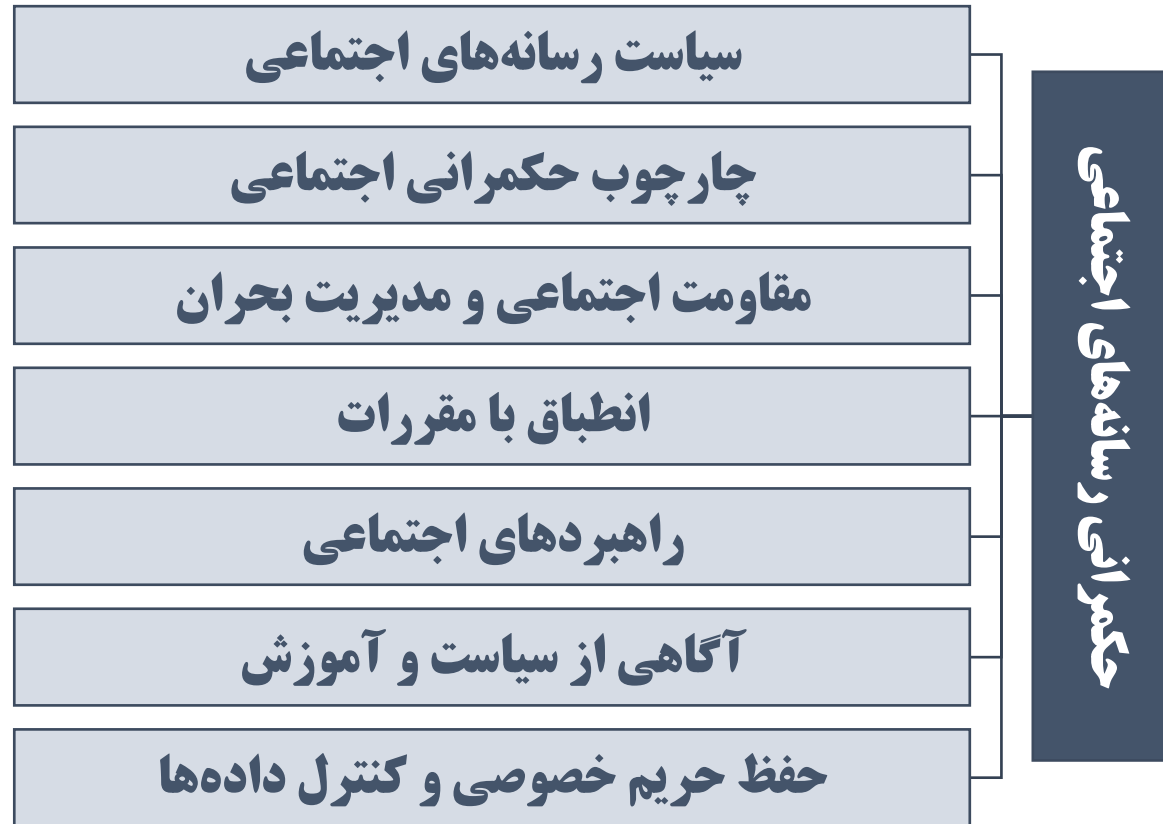 حکمرانی رسانه‌های اجتماعی
سیاست رسانه‌های اجتماعی
چارچوب حکمرانی اجتماعی
مقاومت اجتماعی و مدیریت بحران
انطباق با مقررات
راهبردهای اجتماعی
آگاهی از سیاست و آموزش
حفظ حریم خصوصی و کنترل داده‌ها